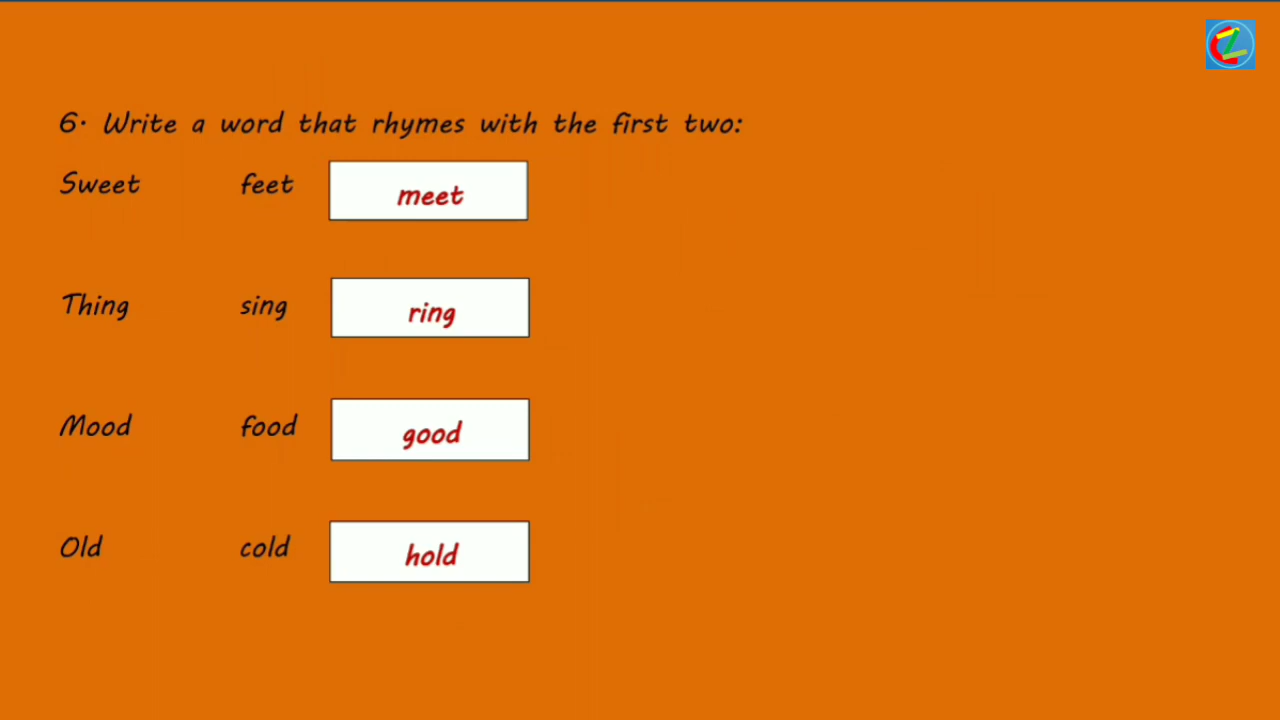 6. Write a word that rhymes with the first two:
Sweet feet meet
Thing sing ring
Mood food good
Old cold hold